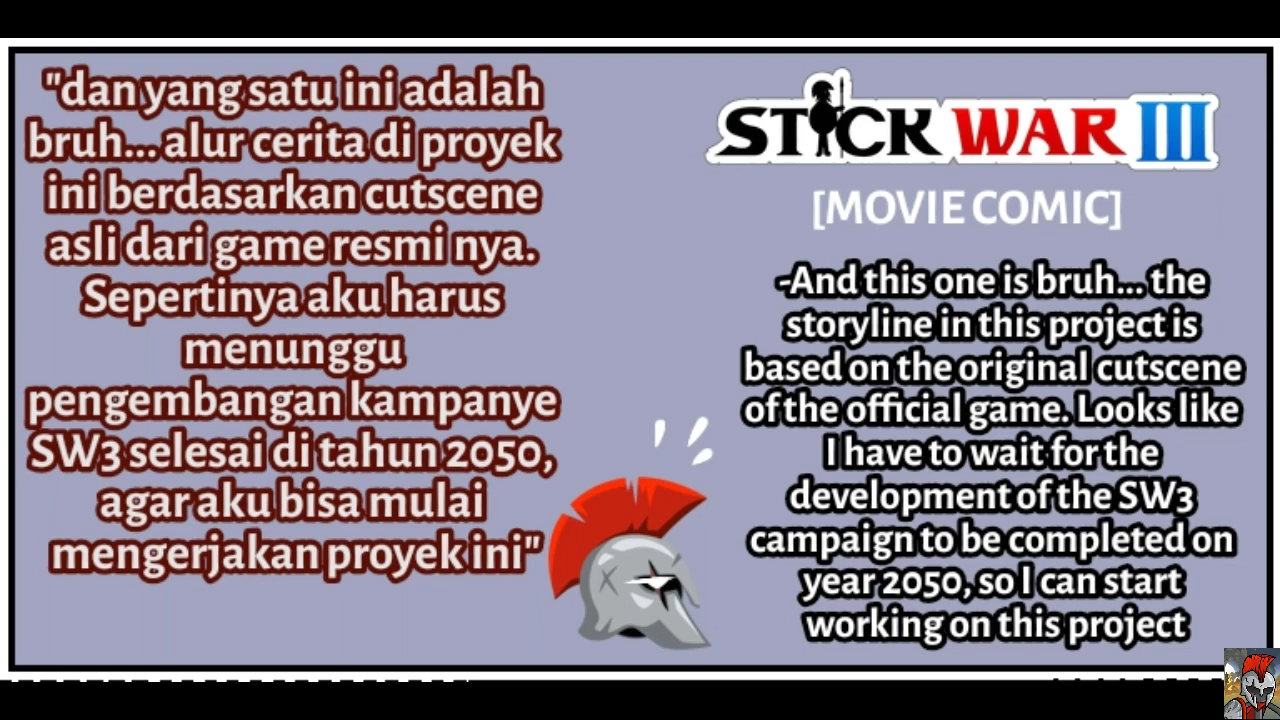 "dan yang satu ini adalah
bruh... alur cerita di proyek
ini berdasarkan cutscene
asli dari game resmi nya.
Sepertinya aku harus
menunggu
pengembangan kampanye
SW3 selesai di tahun 2050,
agar aku bisa mulai
mengerjakan proyek ini"
STICK WAR III
[MOVIE COMIC]
-And this one is bruh... the
storyline in this project is
based on the original cutscene
of the official game. Looks like
I have to wait for the
development of the SW3
campaign to be completed on
year 2050, so I can start
working on this project